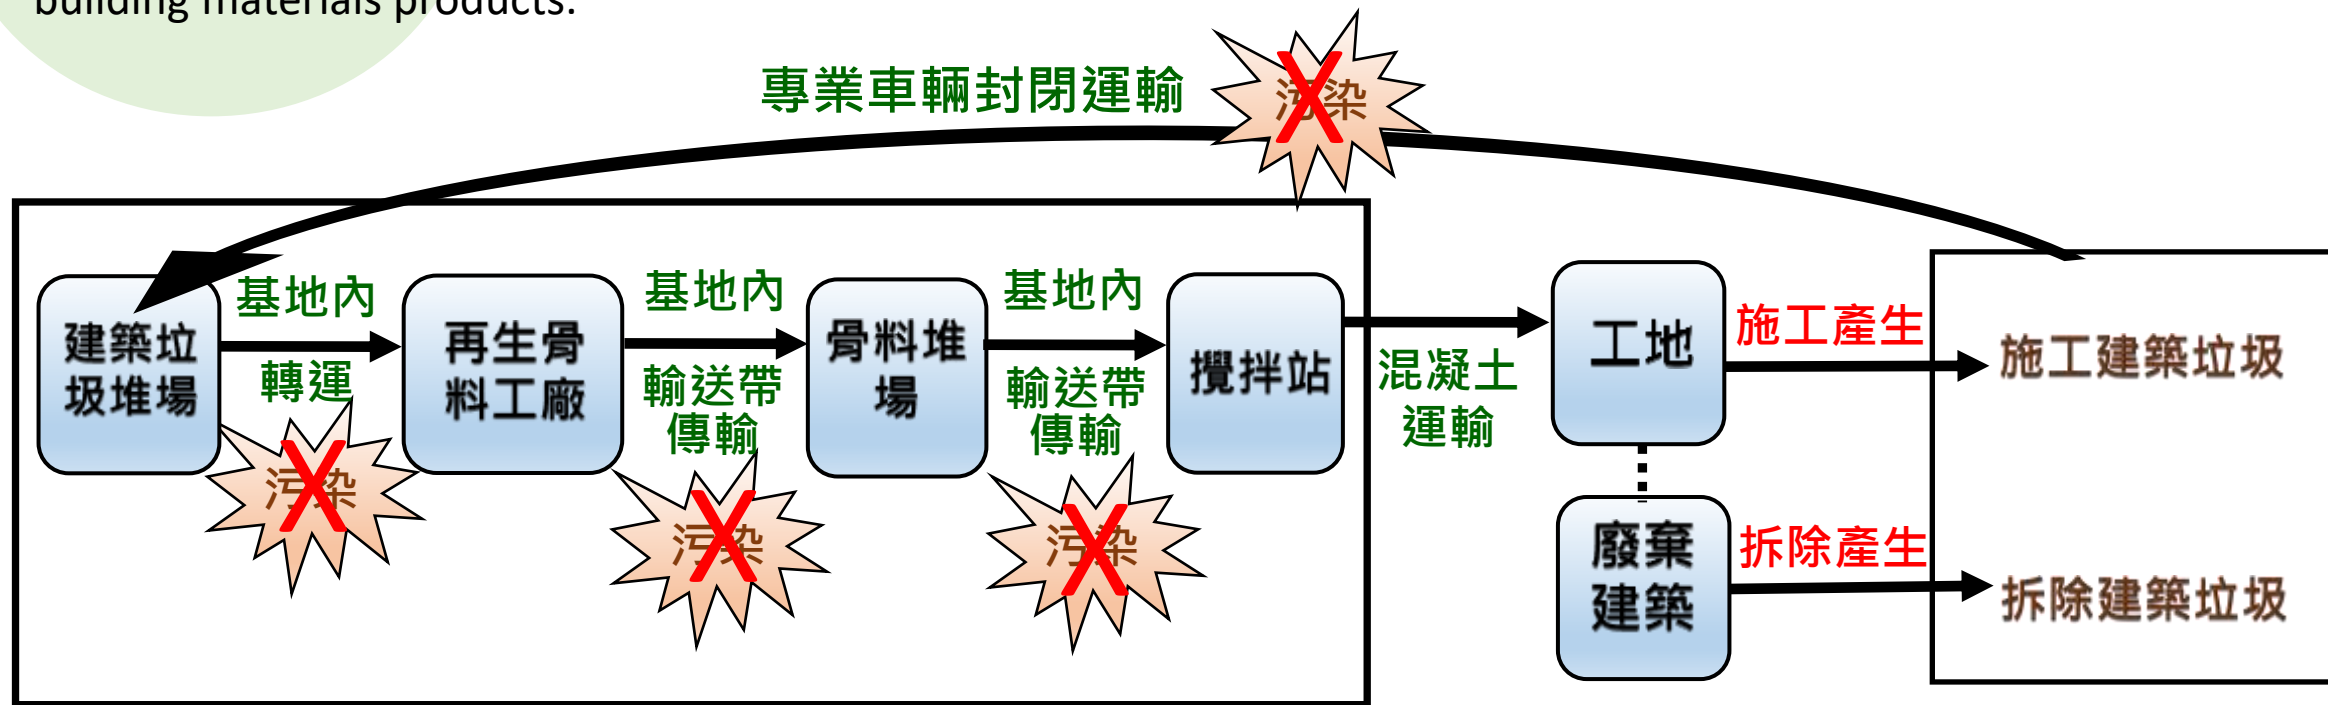 building materials products.
專業車輛封閉運輸
污染
建築垃
圾堆場
基地內
轉運
污染
再生骨
料工廠
基地內
輸送帶
傳輸
污染
骨料堆
場
基地內
輸送帶
傳輸
污染
攪拌站
混凝土
運輸
工地
施工產生
施工建築垃圾
廢棄
建築
拆除產生
拆除建築垃圾